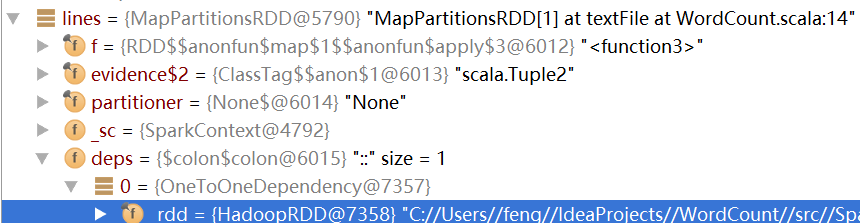 lines = {MapPartitionsRDD@5790} "MapPartitionsRDD[1] at textFile at WordCount.scala:14"
f = {RDD$$anonfun$map$1$$anonfun$apply$3@6012} "<function3>"
evidence$2 = {ClassTag$$anon$1@6013} "scala.Tuple2"
partitioner = {None$@6014} "None"
_sc = {SparkContext@4792}
deps = {$colon$colon@6015} "::" size = 1
0 = {OneToOneDependency@7357}
rdd = {HadoopRDD@7358} "C://Users//feng//IdeaProjects//WordCount//src//Spa